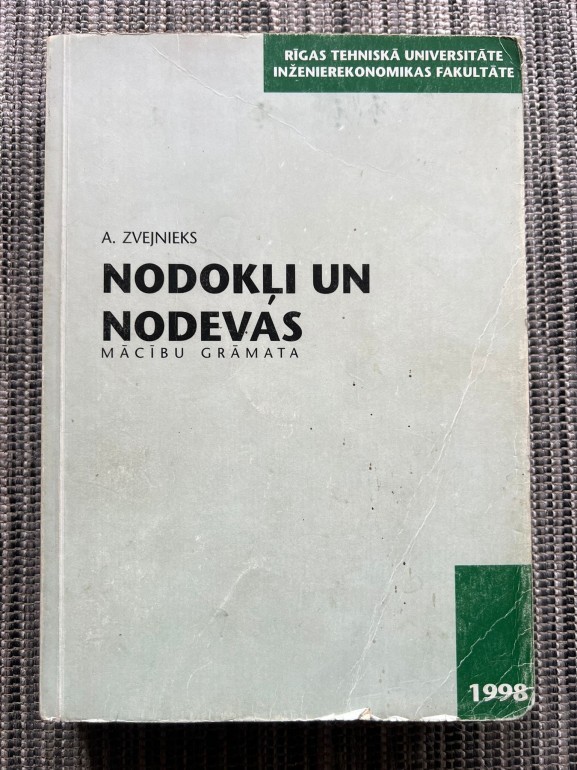 RĪGAS TEHNISKĀ UNIVERSITĀTE
INŽENIEREKONOMIKAS FAKULTĀTE
A. ZVEJNIEKS
NODOKĻI UN
NODEVAS
MĀCĪBU GRĀMATA
1998